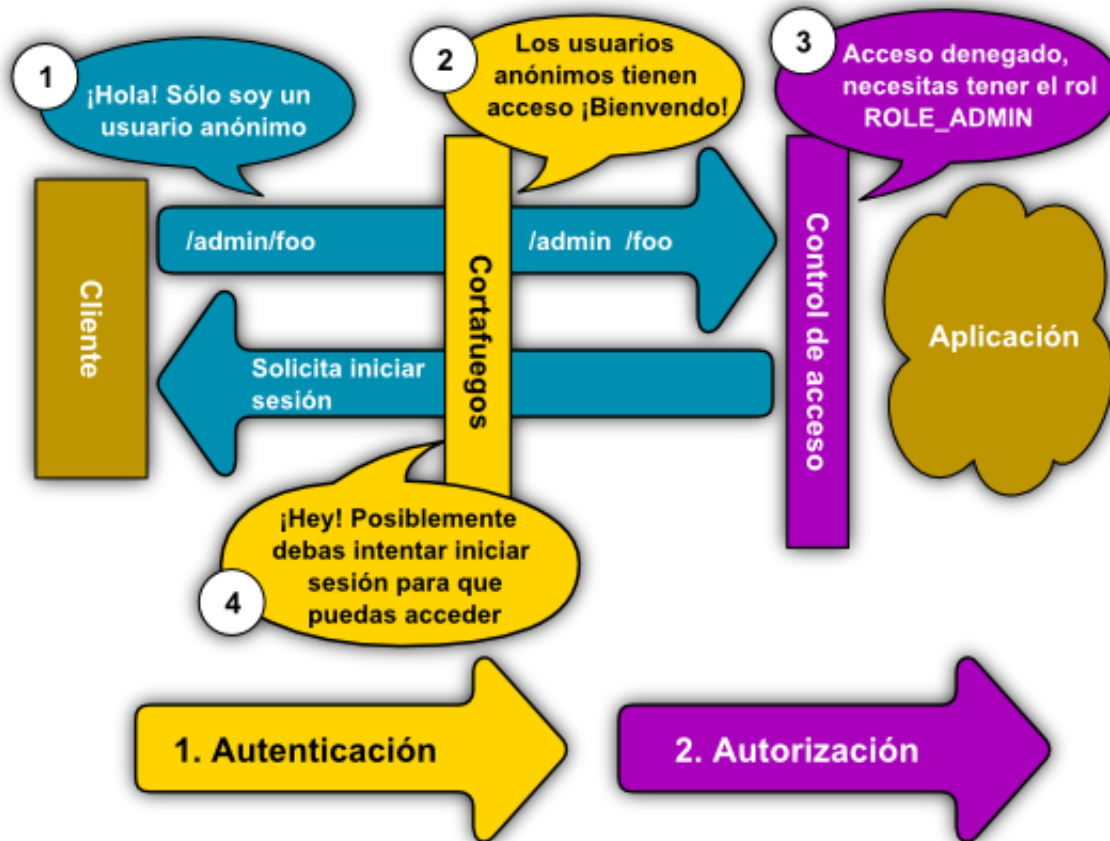 1
¡Hola! Sólo soy un
usuario anónimo
2
Los usuarios
anónimos tienen
acceso ¡Bienvendo!
3
Acceso denegado,
necesitas tener el rol
ROLE_ADMIN
Cliente
/admin/foo
Cortafuegos
/admin /foo
Control de acceso
Aplicación
Solicita iniciar
sesión
4
¡Hey! Posiblemente
debas intentar iniciar
sesión para que
puedas acceder
1. Autenticación
2. Autorización